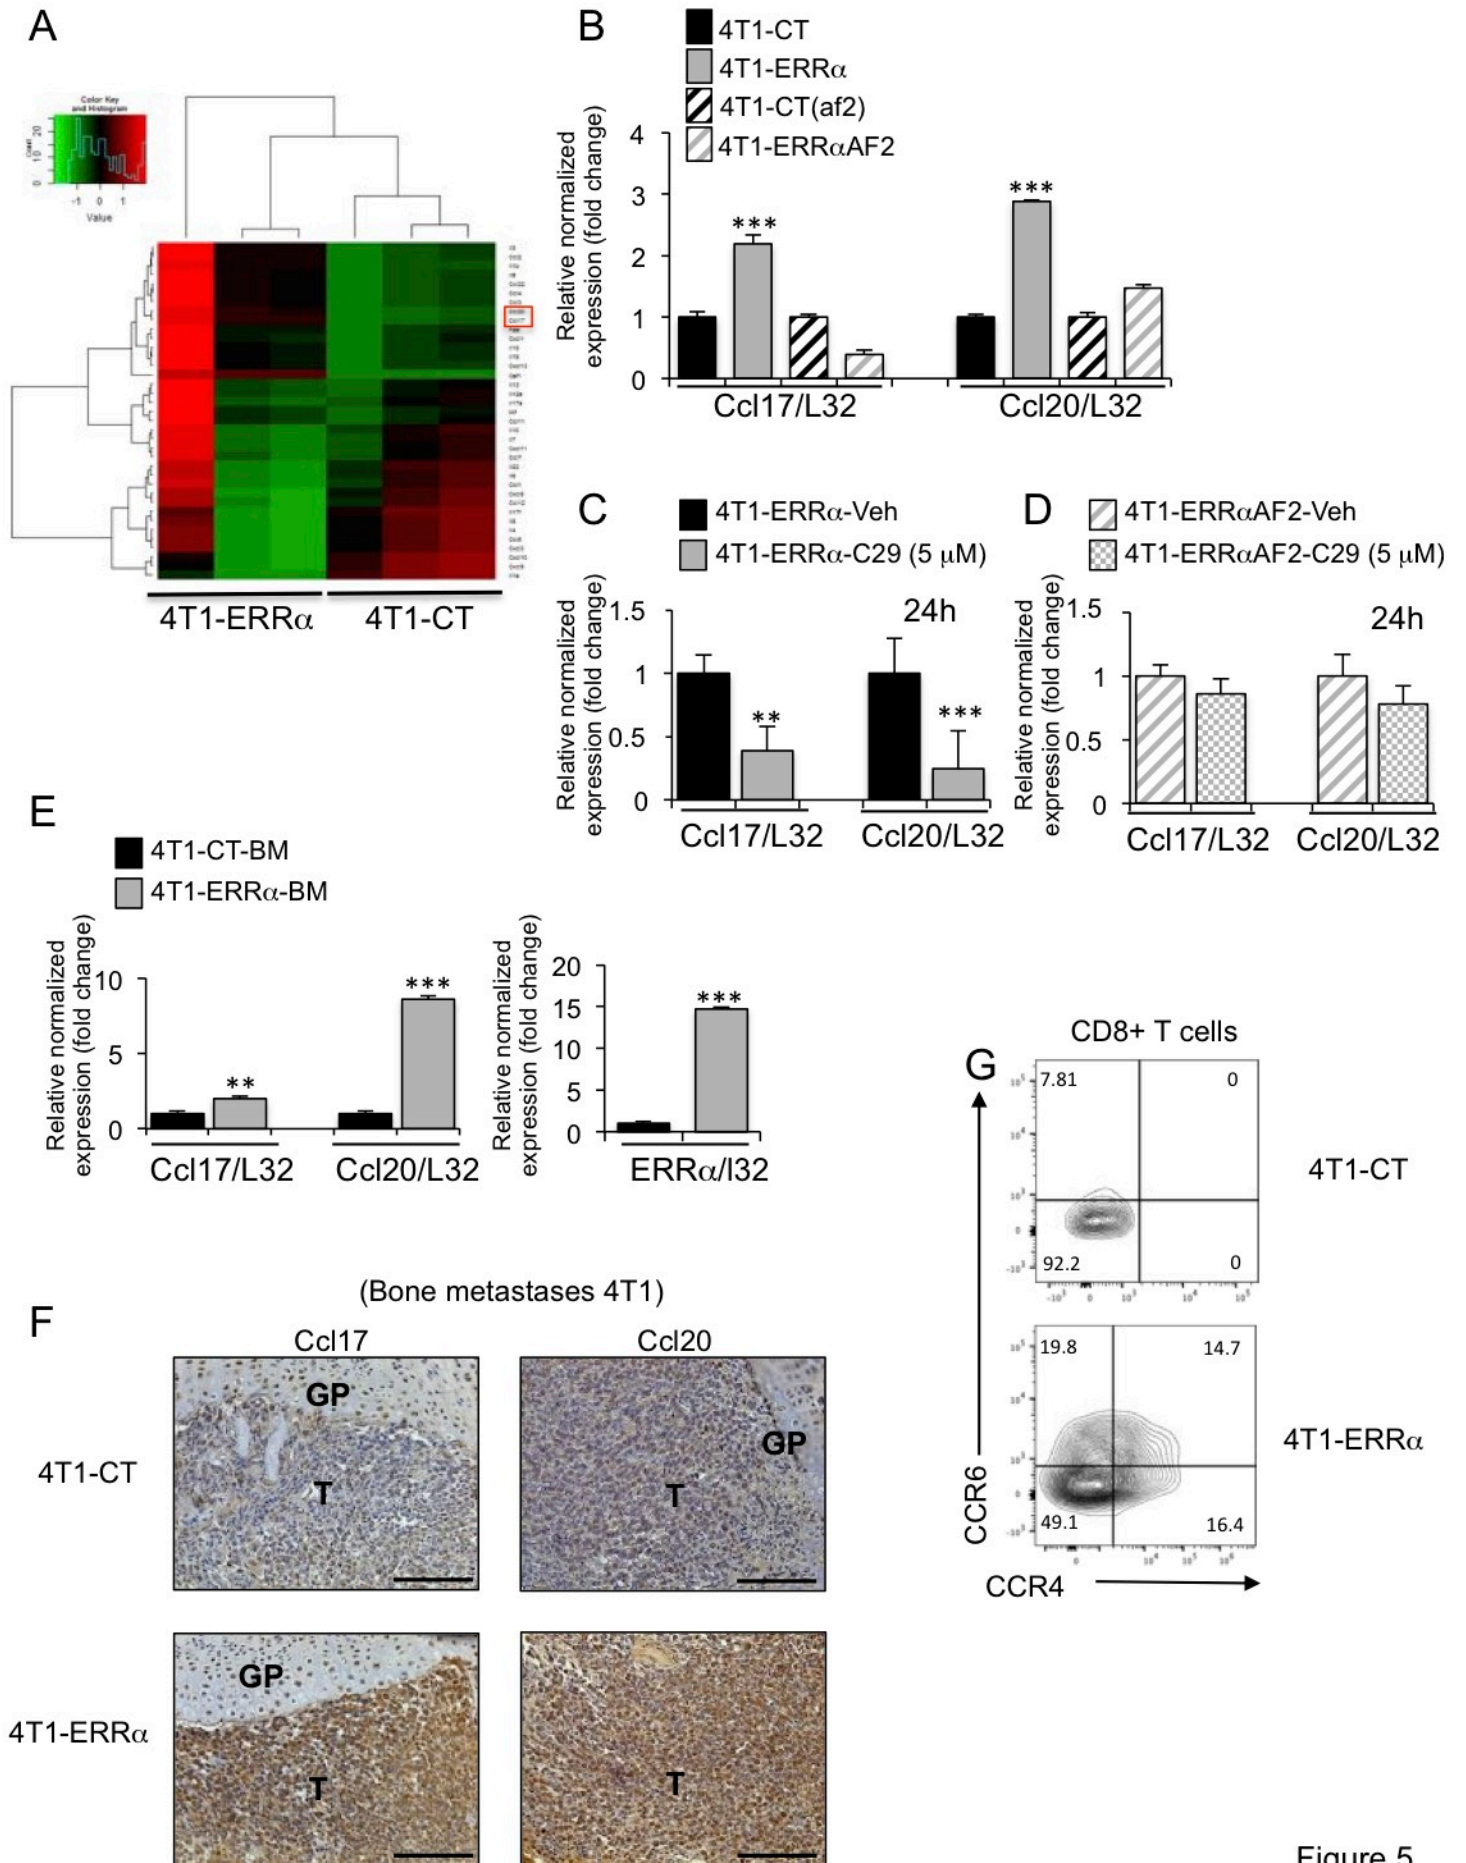 A
Color Key
and Histogram
Count
0 10 20
-1 0 1
Value
4T1-ERRα 4T1-CT
B
4T1-CT
4T1-ERRα
4T1-CT(af2)
4T1-ERRαAF2
Relative normalized
expression (fold change)
4
3
2
1
0
***
***
Ccl17/L32 Ccl20/L32
C
4T1-ERRα-Veh
4T1-ERRα-C29 (5 μM)
Relative normalized
expression (fold change)
24h
1.5
1
0.5
0
**
***
Ccl17/L32 Ccl20/L32
D
4T1-ERRαAF2-Veh
4T1-ERRαAF2-C29 (5 μM)
Relative normalized
expression (fold change)
24h
1.5
1
0.5
0
Ccl17/L32 Ccl20/L32
E
4T1-CT-BM
4T1-ERRα-BM
Relative normalized
expression (fold change)
10
5
0
**
***
Ccl17/L32 Ccl20/L32
Relative normalized
expression (fold change)
20
15
10
5
0
***
ERRα/l32
(Bone metastases 4T1)
F
Ccl17 Ccl20
4T1-CT
GP
T
GP
T
4T1-ERRα
GP
T
T
G
CD8+ T cells
7.81 0
92.2 0
4T1-CT
19.8 14.7
49.1 16.4
4T1-ERRα
CCR6
CCR4
Figure 5